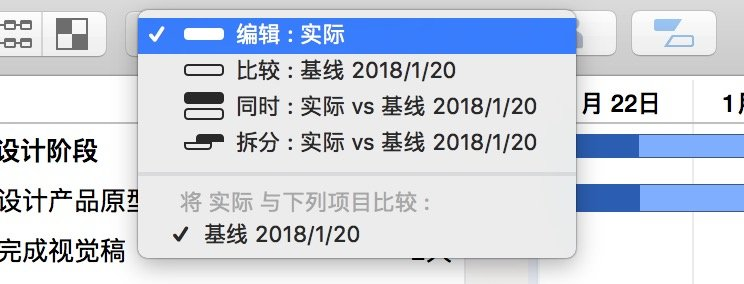 编辑：实际
比较：基线 2018/1/20
同时：实际 vs 基线 2018/1/20
拆分：实际 vs 基线 2018/1/20
将 实际 与下列项目比较：
基线 2018/1/20
月 22日
1月
设计阶段
设计产品原型
完成视觉稿